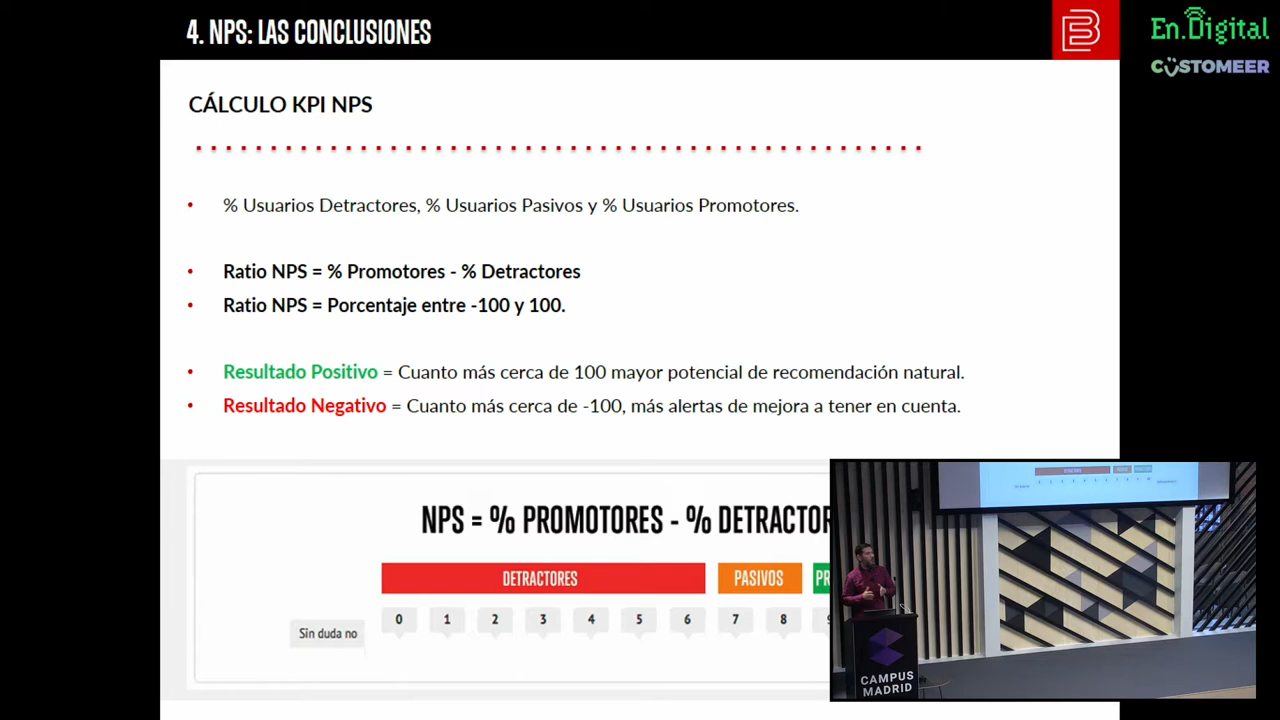 4. NPS: LAS CONCLUSIONES
En.Digital
CUSTOMEER
CÁLCULO KPI NPS
• % Usuarios Detractores, % Usuarios Pasivos y % Usuarios Promotores.
• Ratio NPS = % Promotores - % Detractores
• Ratio NPS = Porcentaje entre -100 y 100.
• Resultado Positivo = Cuanto más cerca de 100 mayor potencial de recomendación natural.
• Resultado Negativo = Cuanto más cerca de -100, más alertas de mejora a tener en cuenta.
NPS = % PROMOTORES - % DETRACTOR
DETRACTORES PASIVOS PR
0 1 2 3 4 5 6 7 8 9
Sin duda no
CAMPUS
MADRID